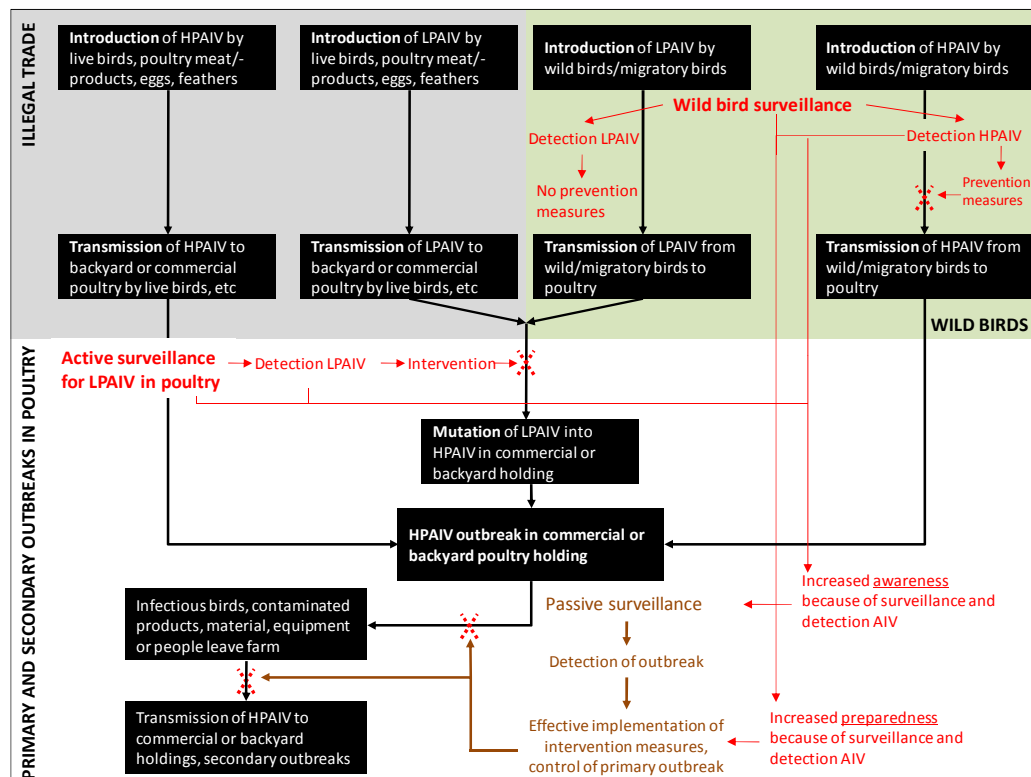 ILLEGAL TRADE
Introduction of HPAIV by
live birds, poultry meat/-
products, eggs, feathers
Introduction of LPAIV by
live birds, poultry meat/-
products, eggs, feathers
Introduction of LPAIV
by wild birds/migratory birds
Introduction of HPAIV by
wild birds/migratory birds
Wild bird surveillance
Detection LPAIV
Detection HPAIV
No prevention
measures
Prevention
measures
Transmission of HPAIV to
backyard or commercial
poultry by live birds, etc
Transmission of LPAIV to
backyard or commercial
poultry by live birds, etc
Transmission of LPAIV from
wild/migratory birds to
poultry
Transmission of HPAIV from
wild/migratory birds to
poultry
WILD BIRDS
PRIMARY AND SECONDARY OUTBREAKS IN POULTRY
Active surveillance
for LPAIV in poultry
Detection LPAIV
Intervention
Mutation of LPAIV into
HPAIV in commercial or
backyard holding
HPAIV outbreak in commercial or
backyard poultry holding
Infectious birds, contaminated
products, material, equipment
or people leave farm
Passive surveillance
Increased awareness
because of surveillance and
detection AIV
Detection of outbreak
Transmission of HPAIV to
commercial or backyard
holdings, secondary outbreaks
Effective implementation of
intervention measures,
control of primary outbreak
Increased preparedness
because of surveillance and
detection AIV